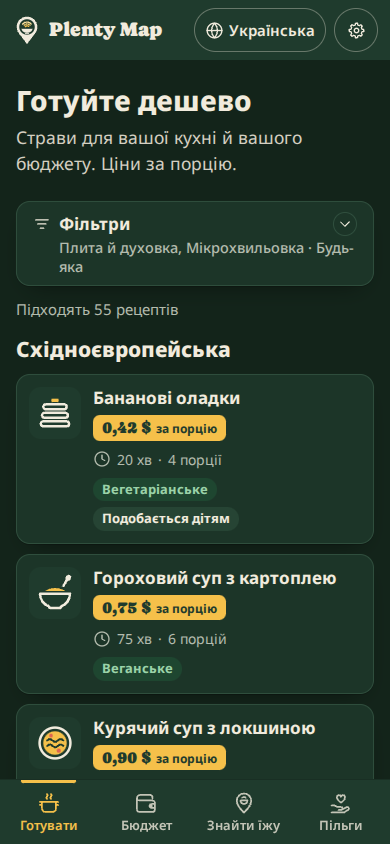 Plenty Map
Українська
Готуйте дешево
Страви для вашої кухні й вашого
бюджету. Ціни за порцію.
Фільтри
Плита й духовка, Мікрохвильовка · Будь-
яка
Підходять 55 рецептів
Східноєвропейська
Бананові оладки
0,42 $ за порцію
20 хв · 4 порції
Вегетаріанське
Подобається дітям
Гороховий суп з картоплею
0,75 $ за порцію
75 хв · 6 порцій
Веганське
Курячий суп з локшиною
0,90 $ за порцію
Готувати
Бюджет
Знайти їжу
Пільги